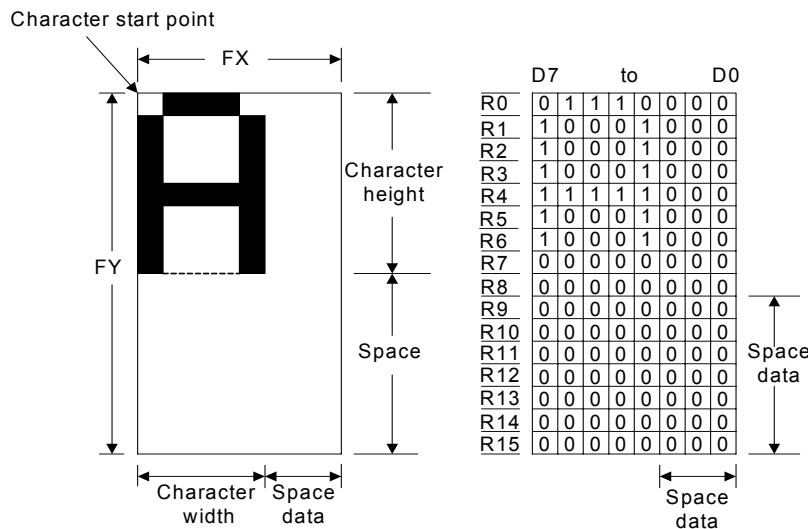 Character start point
FX
FY
Character
height
Space
Character
width
Space
data
D7 to D0
R0 0 1 1 1 0 0 0 0
R1 1 0 0 0 1 0 0 0
R2 1 0 0 0 1 0 0 0
R3 1 0 0 0 1 0 0 0
R4 1 1 1 1 1 0 0 0
R5 1 0 0 0 1 0 0 0
R6 1 0 0 0 1 0 0 0
R7 0 0 0 0 0 0 0 0
R8 0 0 0 0 0 0 0 0
R9 0 0 0 0 0 0 0 0
R10 0 0 0 0 0 0 0 0
R11 0 0 0 0 0 0 0 0
R12 0 0 0 0 0 0 0 0
R13 0 0 0 0 0 0 0 0
R14 0 0 0 0 0 0 0 0
R15 0 0 0 0 0 0 0 0
Space
data
Space
data